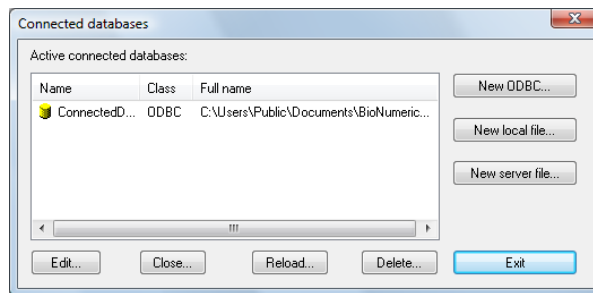 Connected databases
Active connected databases:
Name Class Full name
ConnectedD... ODBC C:\Users\Public\Documents\BioNumeric...
New ODBC...
New local file...
New server file...
Edit... Close... Reload... Delete... Exit